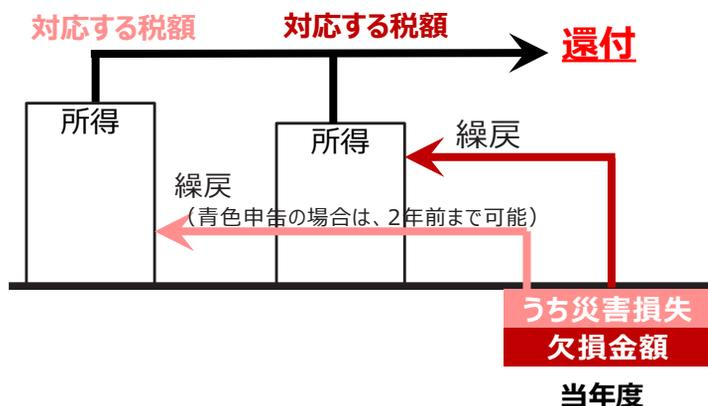 対応する税額
対応する税額
還付
所得
所得
繰戻
繰戻
（青色申告の場合は、2年前まで可能）
うち災害損失
欠損金額
当年度